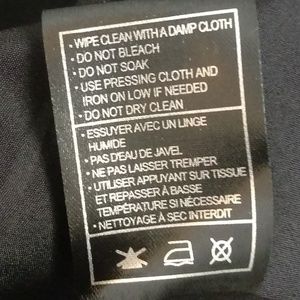 • WIPE CLEAN WITH A DAMP CLOTH
• DO NOT BLEACH
• DO NOT SOAK
• USE PRESSING CLOTH AND
IRON ON LOW IF NEEDED
• DO NOT DRY CLEAN
• ESSUYER AVEC UN LINGE
HUMIDE
• PAS D'EAU DE JAVEL
• NE PAS LAISSER TREMPER
• UTILISER APPUYANT SUR TISSUE
ET REPASSER À BASSE
TEMPÉRATURE SI NÉCESSAIRE
• NETTOYAGE À SEC INTERDIT